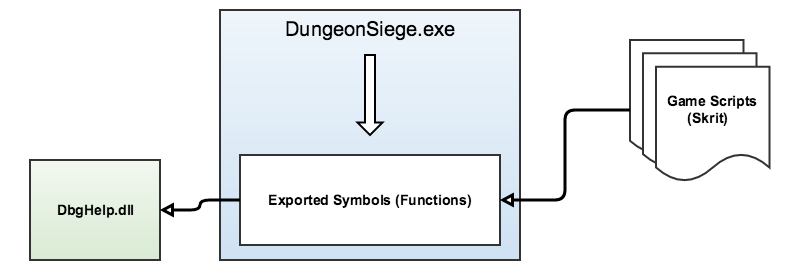 DungeonSiege.exe
Game Scripts
(Skrit)
Exported Symbols (Functions)
DbgHelp.dll